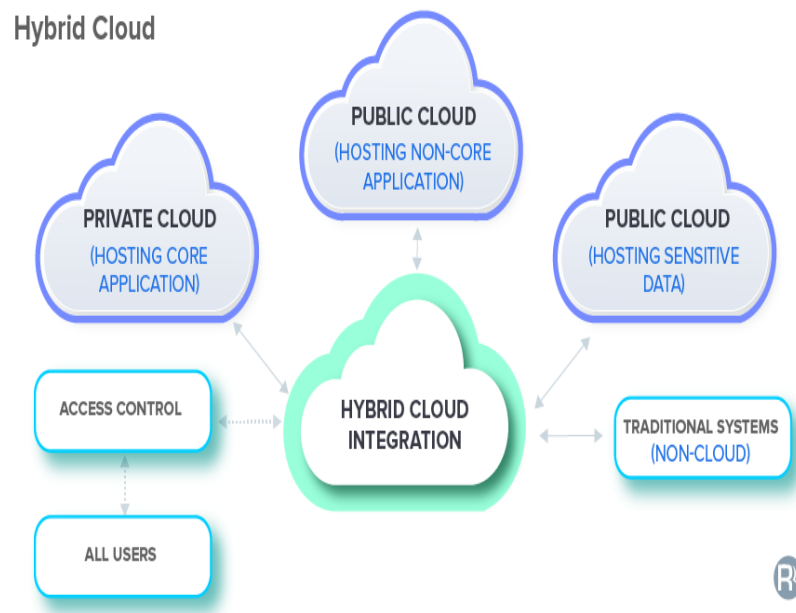 Hybrid Cloud
PUBLIC CLOUD
(HOSTING NON-CORE
APPLICATION)
PRIVATE CLOUD
(HOSTING CORE
APPLICATION)
PUBLIC CLOUD
(HOSTING SENSITIVE
DATA)
HYBRID CLOUD
INTEGRATION
ACCESS CONTROL
TRADITIONAL SYSTEMS
(NON-CLOUD)
ALL USERS
R